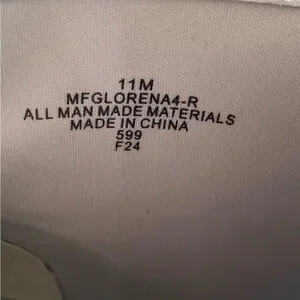 11M
MFGLORENA4-R
ALL MAN MADE MATERIALS
MADE IN CHINA
599
F24